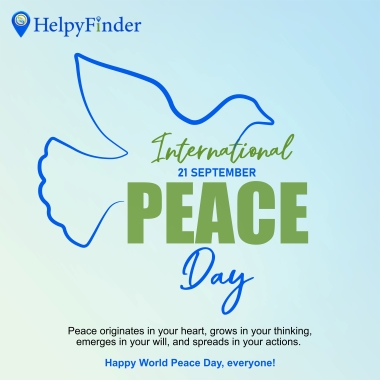 HelpyFinder
International
21 SEPTEMBER
PEACE
Day
Peace originates in your heart, grows in your thinking,
emerges in your will, and spreads in your actions.
Happy World Peace Day, everyone!